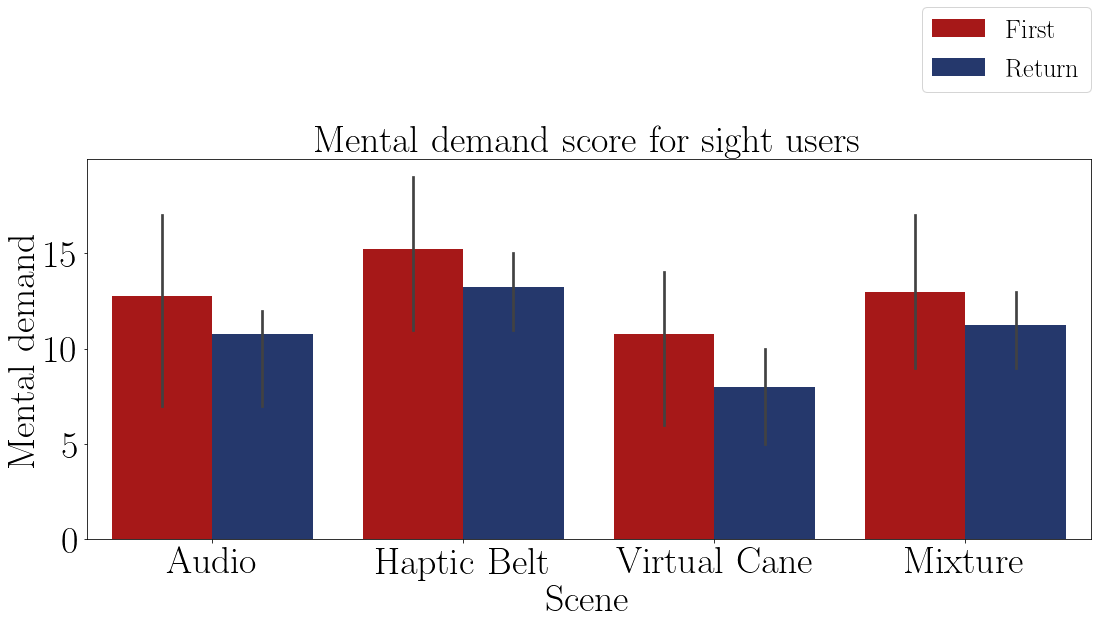 First
Return
Mental demand score for sight users
Mental demand
15
10
5
0
Audio Haptic Belt Virtual Cane Mixture
Scene